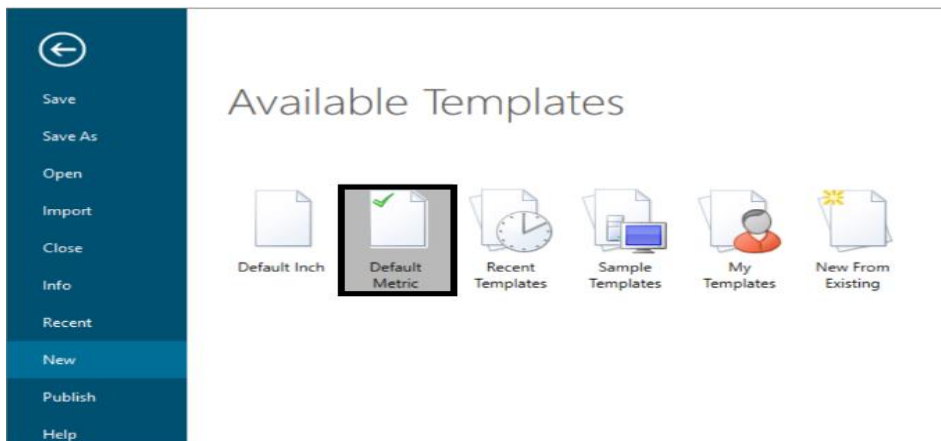 Save
Save As
Open
Import
Close
Info
Recent
New
Publish
Help
Available Templates
Default Inch
Default
Metric
Recent
Templates
Sample
Templates
My
Templates
New From
Existing